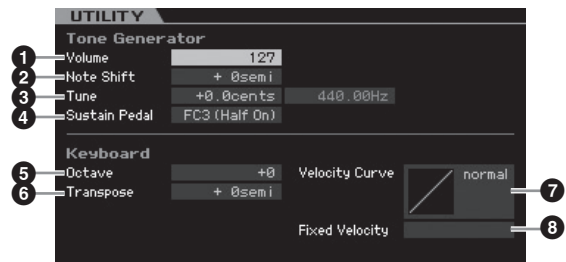 UTILITY
Tone Generator
1 Volume 127
2 Note Shift + 0semi
3 Tune +0.0cents 440.00Hz
4 Sustain Pedal FC3(Half On)
Keyboard
5 Octave +0 Velocity Curve normal 7
6 Transpose + 0semi
Fixed Velocity 8